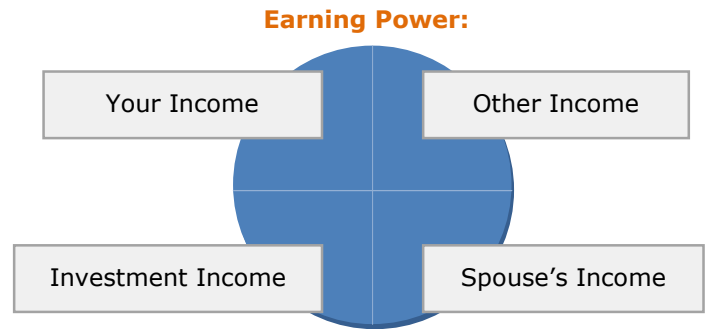 Earning Power:
Your Income
Other Income
Investment Income
Spouse’s Income